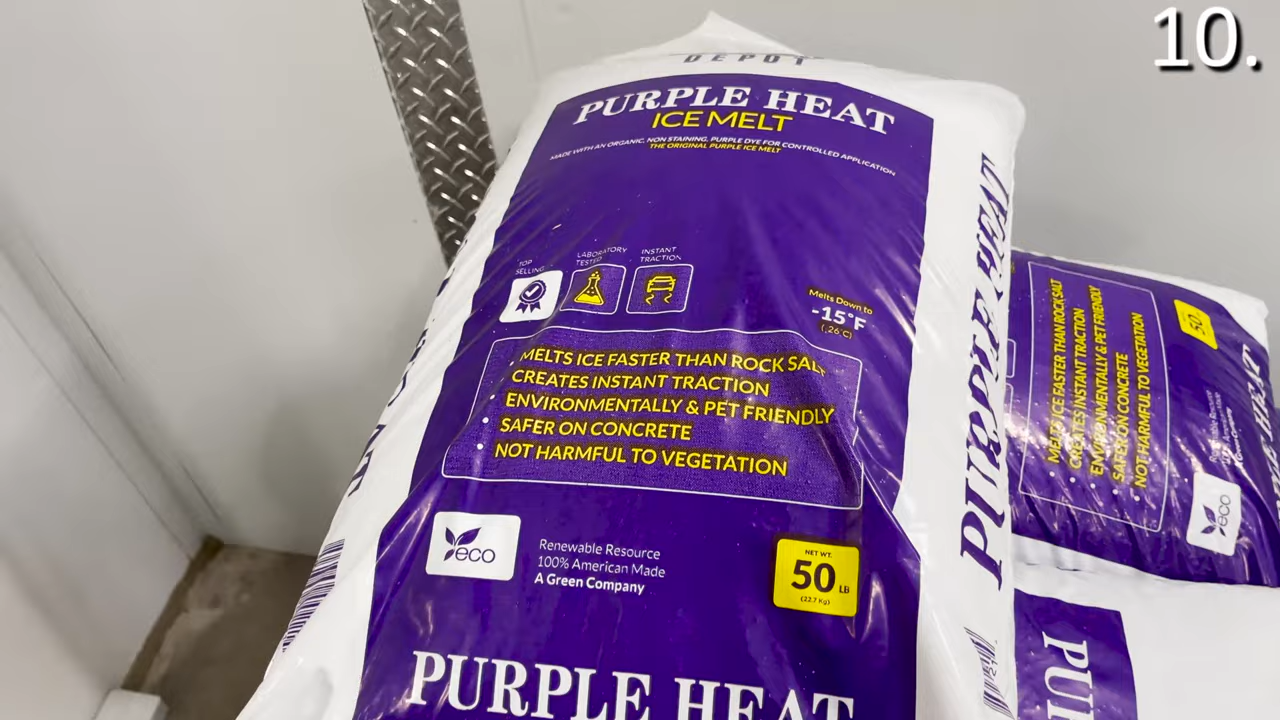 10.
DEPOT
PURPLE HEAT
ICE MELT
MADE WITH AN ORGANIC, NON STAINING, PURPLE DYE FOR CONTROLLED APPLICATION
THE ORIGINAL PURPLE ICE MELT
TOP
SELLING
LABORATORY
TESTED
INSTANT
TRACTION
Melts Down to
-15°F
(-26°C)
• MELTS ICE FASTER THAN ROCK SALT
CREATES INSTANT TRACTION
• ENVIRONMENTALLY & PET FRIENDLY
• SAFER ON CONCRETE
• NOT HARMFUL TO VEGETATION
eco
Renewable Resource
100% American Made
A Green Company
NET WT.
50 LB
(22.7 Kg)
PURPLE HEAT
PURPLE HEAT
• MELTS ICE FASTER THAN ROCK SALT
• CREATES INSTANT TRACTION
• ENVIRONMENTALLY & PET FRIENDLY
• SAFER ON CONCRETE
• NOT HARMFUL TO VEGETATION
50
eco
PU